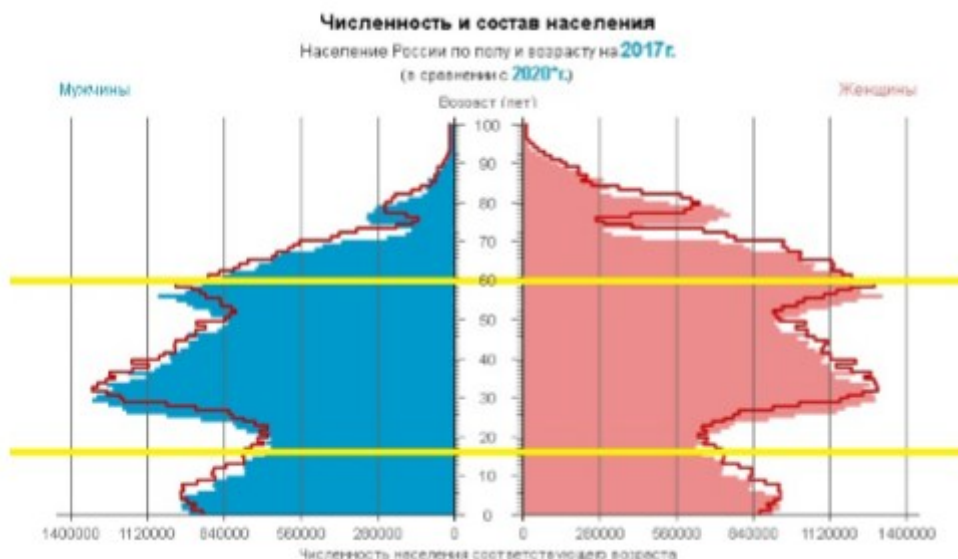 Численность и состав населения
Население России по полу и возрасту на 2017г.
(в сравнении с 2020*г.)
Мужчины
Женщины
Возраст (лет)
100
90
80
70
60
50
40
30
20
10
0
1400000 1120000 840000 560000 280000 0 0 280000 560000 840000 1120000 1400000
Численность населения соответствующего возраста